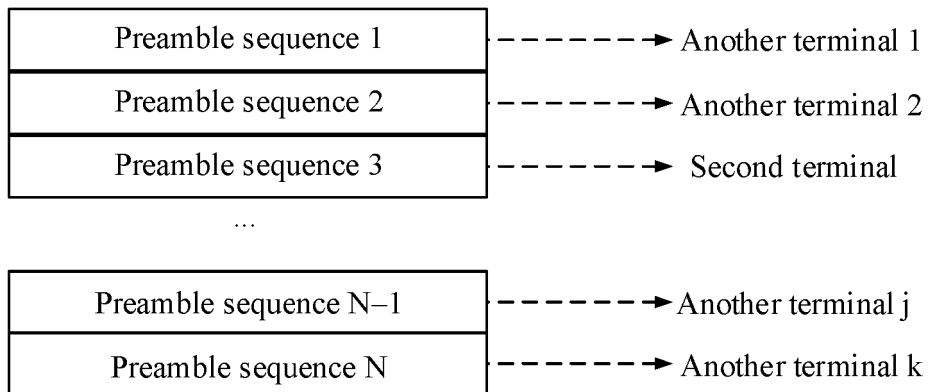 Preamble sequence 1 Another terminal 1
Preamble sequence 2 Another terminal 2
Preamble sequence 3 Second terminal
...
Preamble sequence N–1 Another terminal j
Preamble sequence N Another terminal k